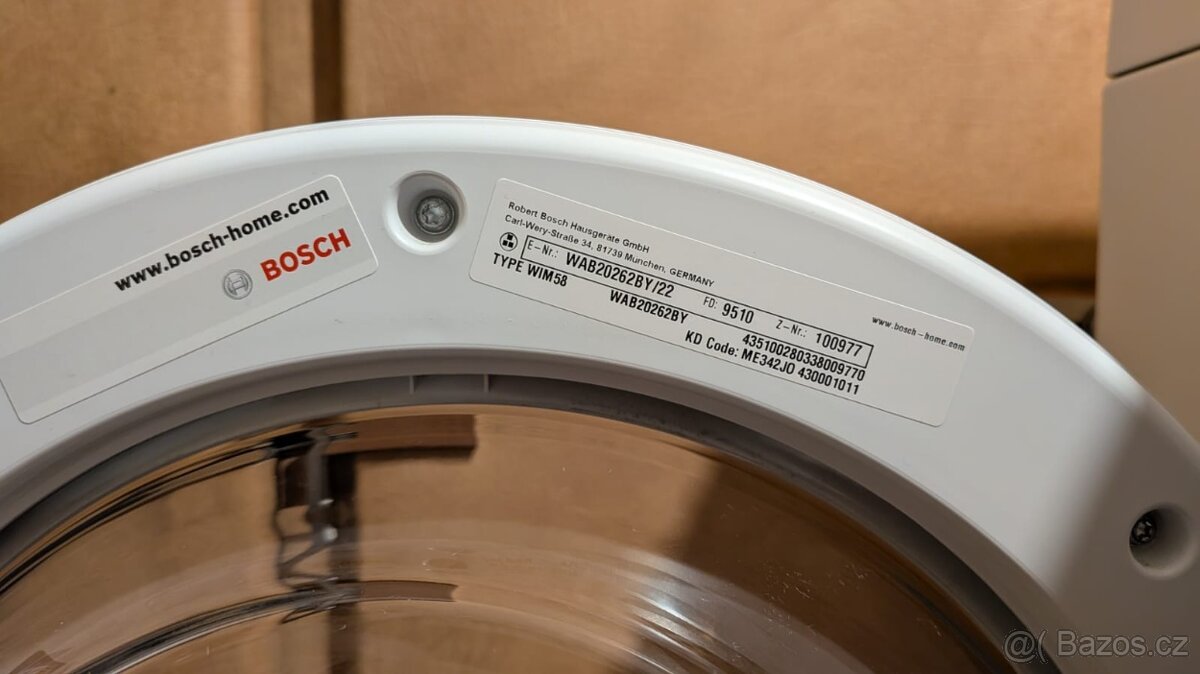 www.bosch-home.com
BOSCH
Robert Bosch Hausgeräte GmbH
Carl-Wery-Straße 34, 81739 Munchen, GERMANY
E-Nr.: WAB20262BY/22 FD: 9510 Z-Nr.: 100977
TYPE WIM58 WAB20262BY 435100280338009770
KD Code: ME342JO 430001011
www.bosch-home.com
@( Bazos.cz